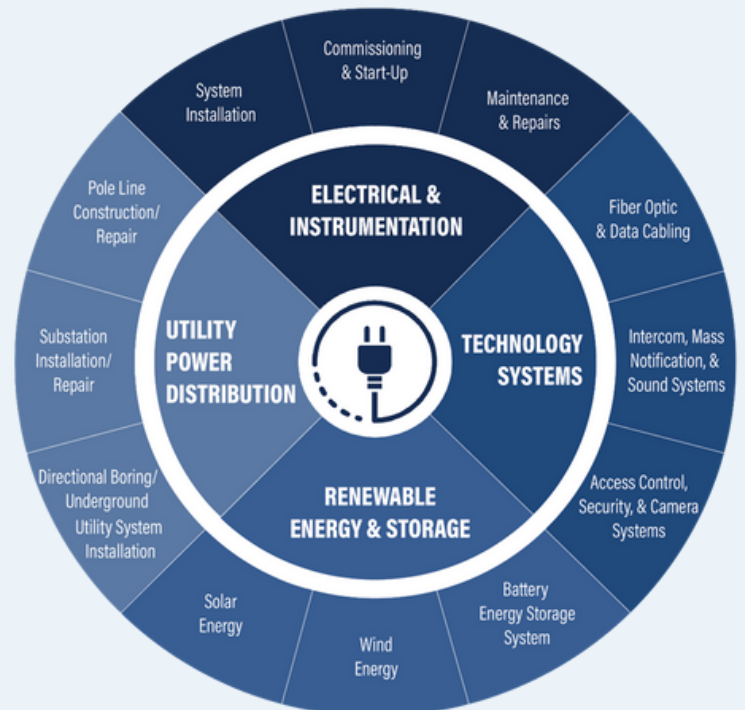 Commissioning
& Start-Up
System
Installation
Maintenance
& Repairs
ELECTRICAL &
INSTRUMENTATION
Pole Line
Construction/
Repair
Fiber Optic
& Data Cabling
Substation
Installation/
Repair
UTILITY
POWER
DISTRIBUTION
TECHNOLOGY
SYSTEMS
Intercom, Mass
Notification, &
Sound Systems
Directional Boring/
Underground
Utility System
Installation
Access Control,
Security, & Camera
Systems
RENEWABLE
ENERGY & STORAGE
Solar
Energy
Wind
Energy
Battery
Energy Storage
System